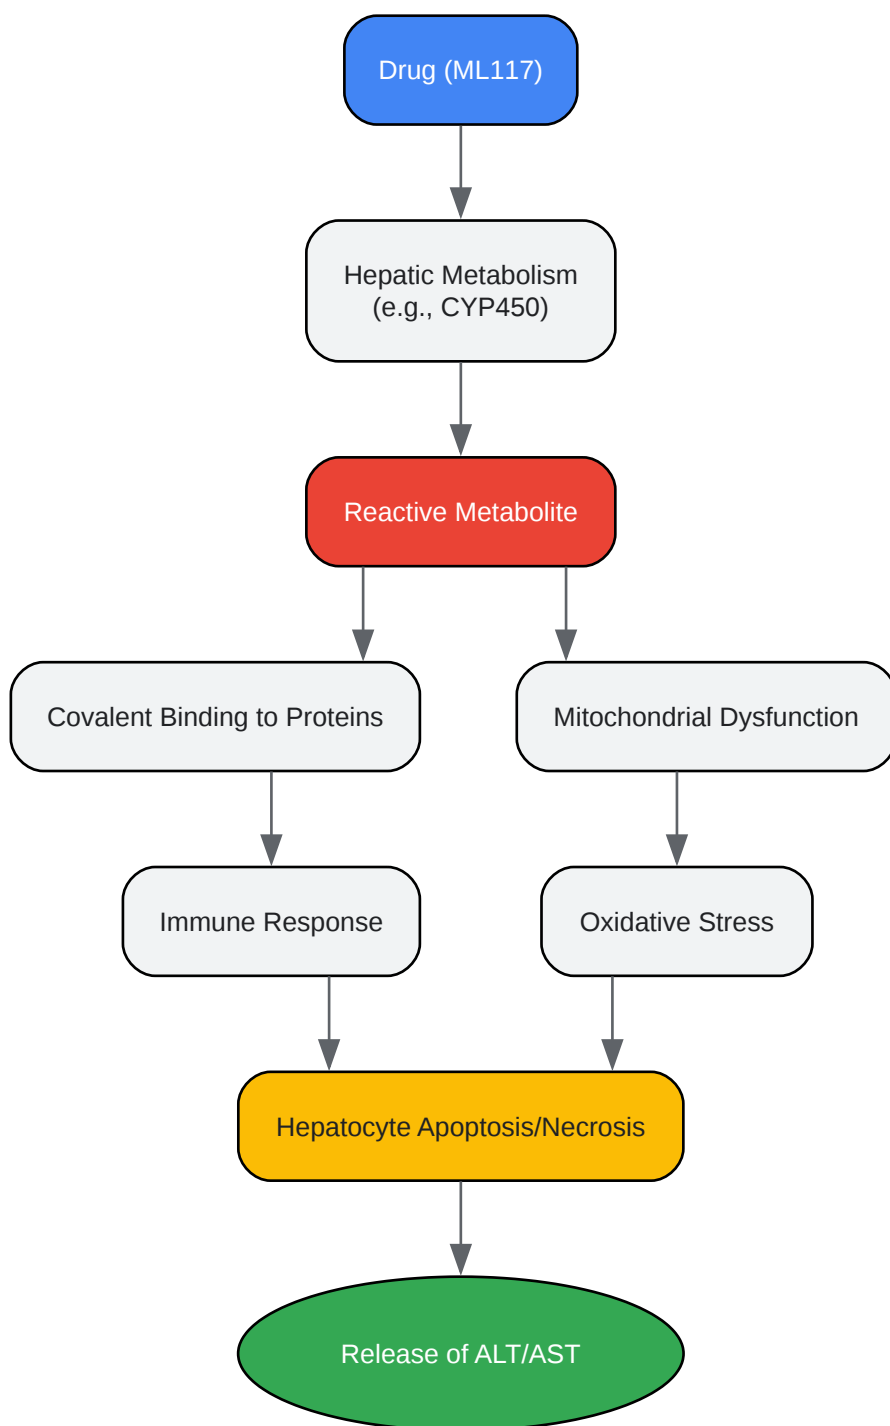 Drug (ML117)
Hepatic Metabolism
(e.g., CYP450)
Reactive Metabolite
Covalent Binding to Proteins
Mitochondrial Dysfunction
Immune Response
Oxidative Stress
Hepatocyte Apoptosis/Necrosis
Release of ALT/AST